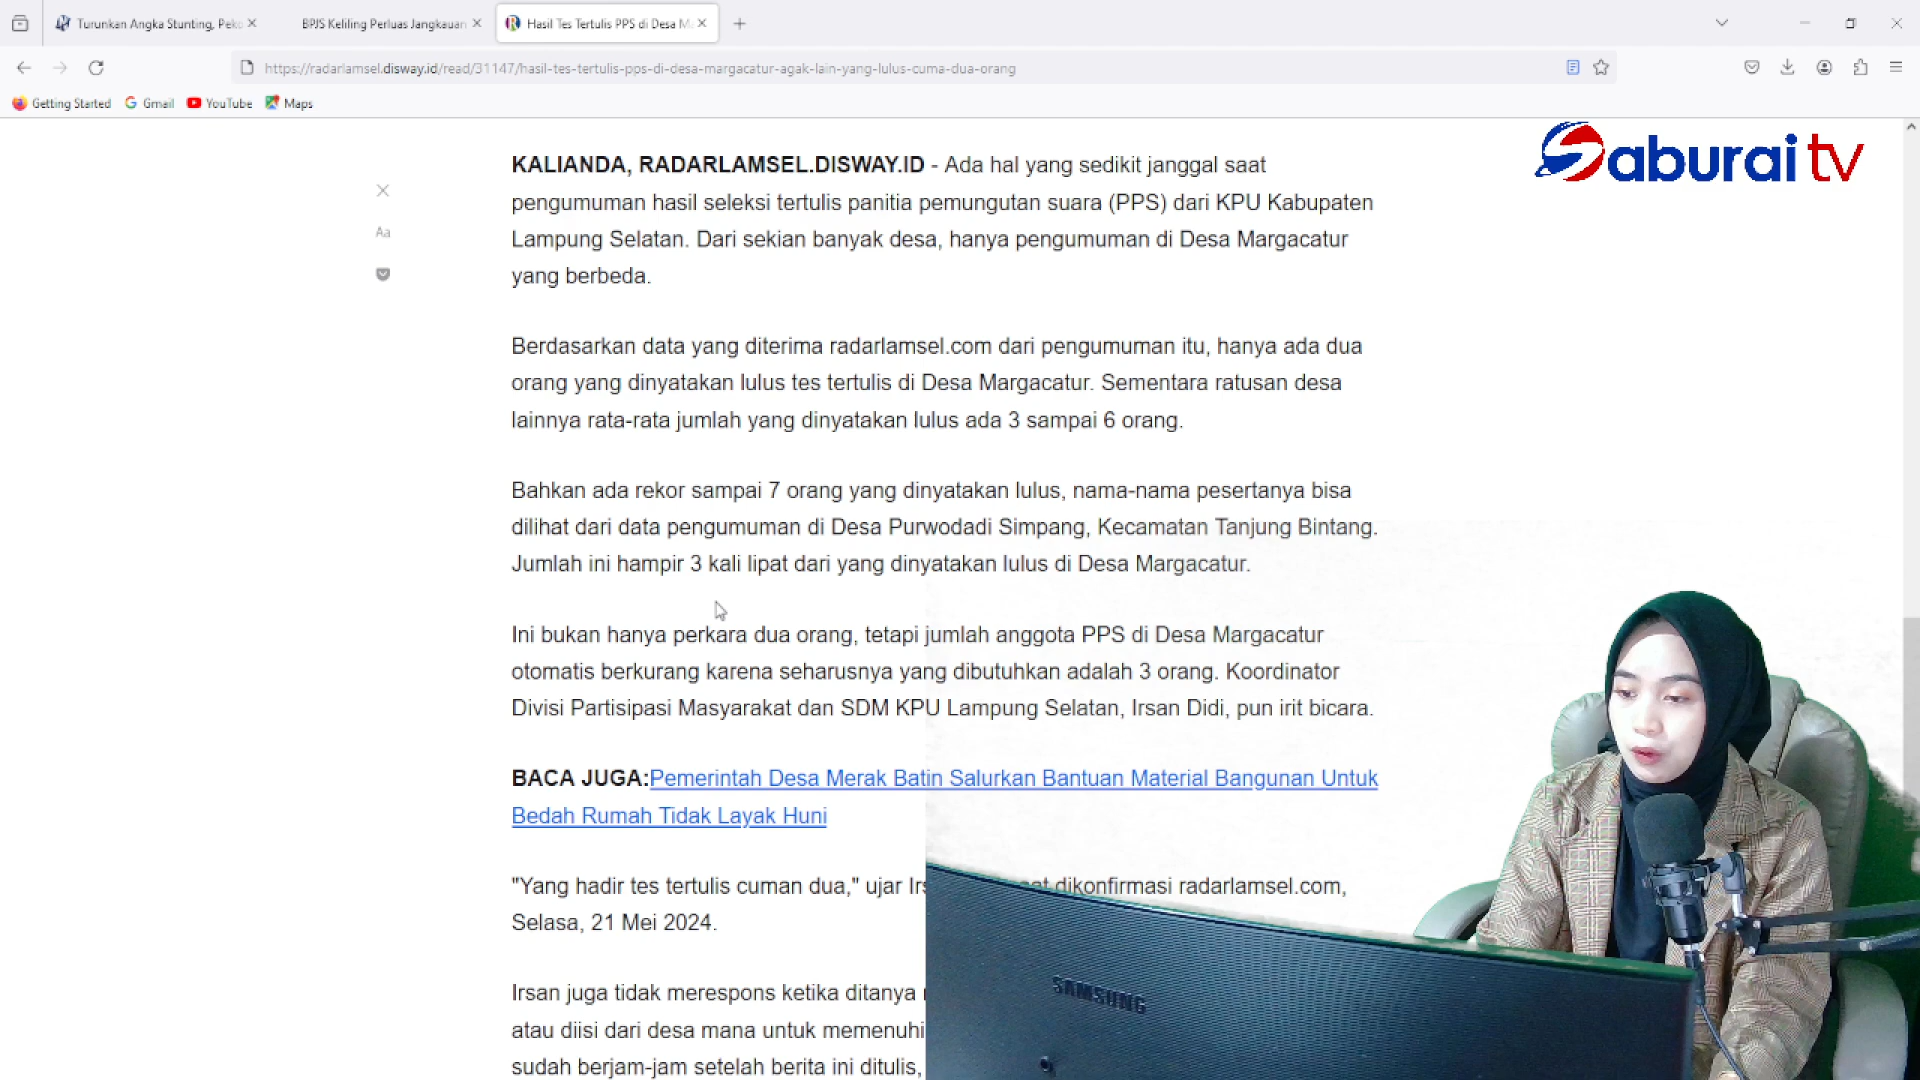 Turunkan Angka Stunting, Peko
BPJS Keliling Perluas Jangkauan
Hasil Tes Tertulis PPS di Desa M
https://radarlamsel.disway.id/read/31147/hasil-tes-tertulis-pps-di-desa-margacatur-agak-lain-yang-lulus-cuma-dua-orang
Getting Started Gmail YouTube Maps
Saburai tv
Aa
KALIANDA, RADARLAMSEL.DISWAY.ID - Ada hal yang sedikit janggal saat
pengumuman hasil seleksi tertulis panitia pemungutan suara (PPS) dari KPU Kabupaten
Lampung Selatan. Dari sekian banyak desa, hanya pengumuman di Desa Margacatur
yang berbeda.
Berdasarkan data yang diterima radarlamsel.com dari pengumuman itu, hanya ada dua
orang yang dinyatakan lulus tes tertulis di Desa Margacatur. Sementara ratusan desa
lainnya rata-rata jumlah yang dinyatakan lulus ada 3 sampai 6 orang.
Bahkan ada rekor sampai 7 orang yang dinyatakan lulus, nama-nama pesertanya bisa
dilihat dari data pengumuman di Desa Purwodadi Simpang, Kecamatan Tanjung Bintang.
Jumlah ini hampir 3 kali lipat dari yang dinyatakan lulus di Desa Margacatur.
Ini bukan hanya perkara dua orang, tetapi jumlah anggota PPS di Desa Margacatur
otomatis berkurang karena seharusnya yang dibutuhkan adalah 3 orang. Koordinator
Divisi Partisipasi Masyarakat dan SDM KPU Lampung Selatan, Irsan Didi, pun irit bicara.
BACA JUGA:Pemerintah Desa Merak Batin Salurkan Bantuan Material Bangunan Untuk
Bedah Rumah Tidak Layak Huni
"Yang hadir tes tertulis cuman dua," ujar dikonfirmasi radarlamsel.com,
Selasa, 21 Mei 2024.
Irsan juga tidak merespons ketika ditanya
atau diisi dari desa mana untuk memenuhi
sudah berjam-jam setelah berita ini ditulis,
SAMSUNG